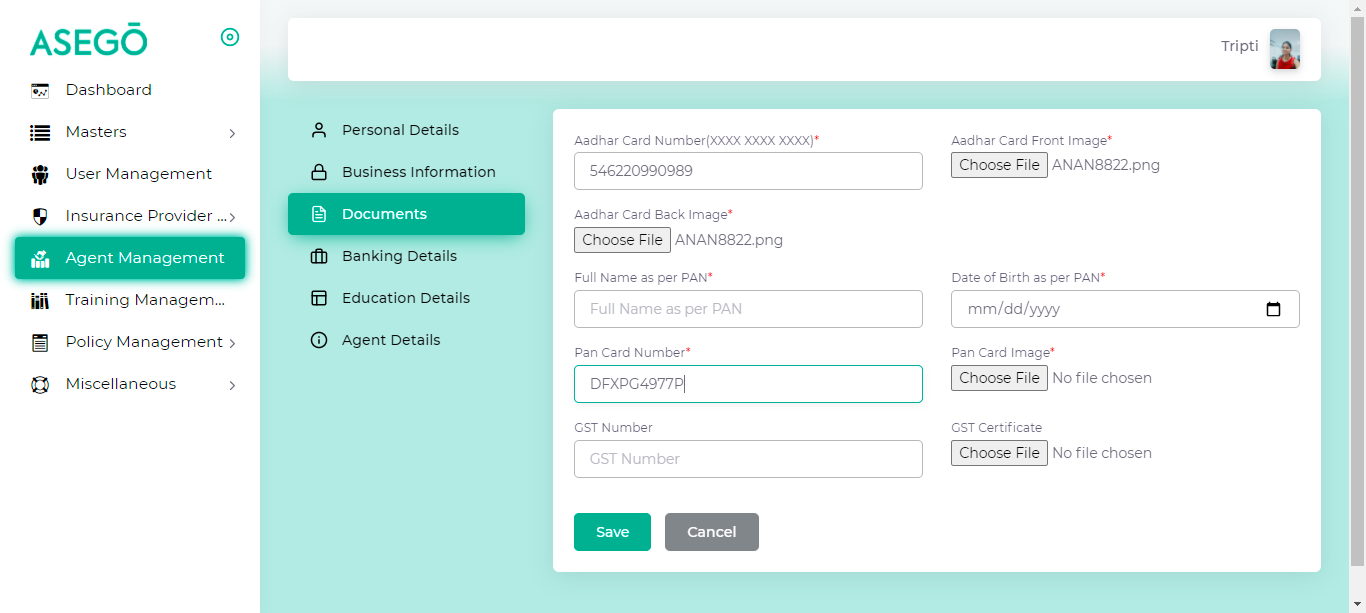 ASEGŌ
Dashboard
Masters
User Management
Insurance Provider ...
Agent Management
Training Managem...
Policy Management
Miscellaneous
Tripti
Personal Details
Business Information
Documents
Banking Details
Education Details
Agent Details
Aadhar Card Number(XXXX XXXX XXXX)*
546220990989
Aadhar Card Front Image*
Choose File ANAN8822.png
Aadhar Card Back Image*
Choose File ANAN8822.png
Full Name as per PAN*
Full Name as per PAN
Date of Birth as per PAN*
mm/dd/yyyy
Pan Card Number*
DFXPG4977P
Pan Card Image*
Choose File No file chosen
GST Number
GST Number
GST Certificate
Choose File No file chosen
Save
Cancel